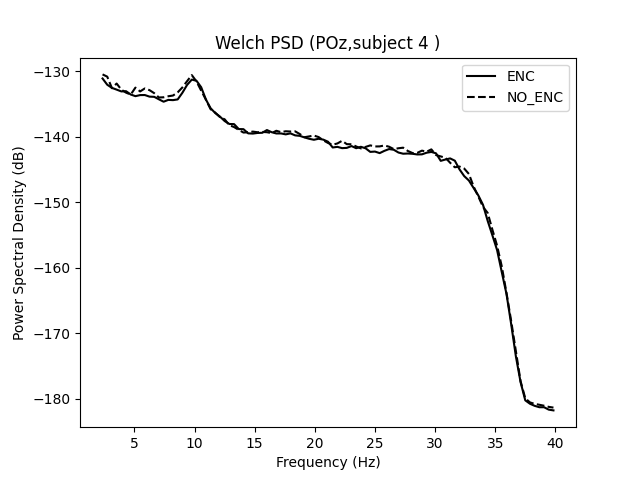 Welch PSD (POz,subject 4 )
ENC
NO_ENC
Power Spectral Density (dB)
−130
−140
−150
−160
−170
−180
5 10 15 20 25 30 35 40
Frequency (Hz)